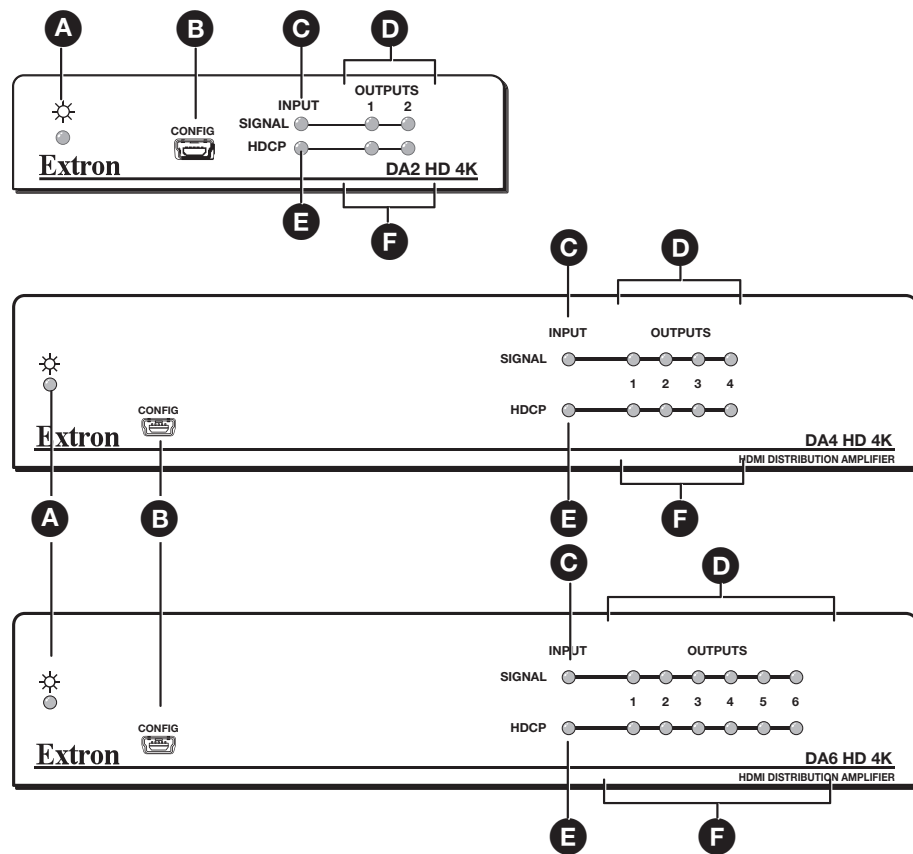 A B C D
OUTPUTS
INPUT 1 2
SIGNAL
CONFIG
HDCP
Extron DA2 HD 4K
E F
C D
INPUT OUTPUTS
SIGNAL
1 2 3 4
CONFIG HDCP
Extron DA4 HD 4K
HDMI DISTRIBUTION AMPLIFIER
A B E F
C D
INPUT OUTPUTS
SIGNAL
1 2 3 4 5 6
CONFIG HDCP
Extron DA6 HD 4K
HDMI DISTRIBUTION AMPLIFIER
E F